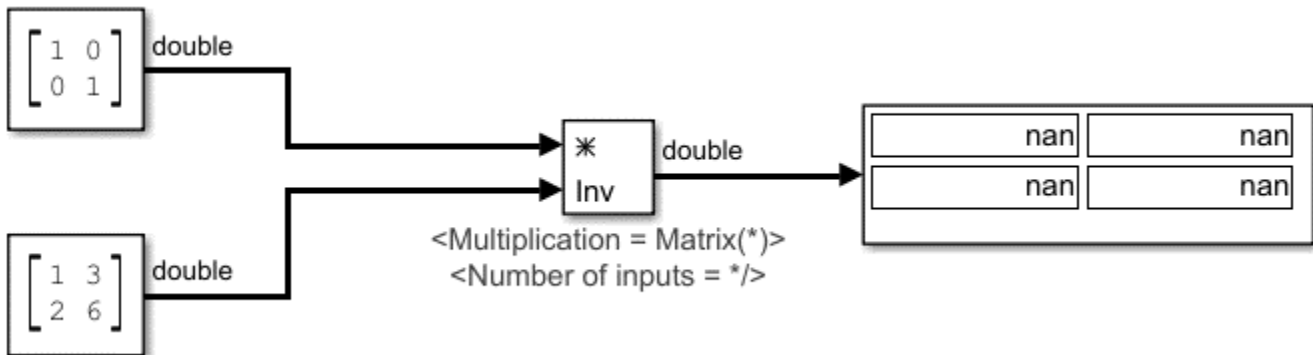 1 0
0 1
double
1 3
2 6
double
*
Inv
<Multiplication = Matrix(*)>
<Number of inputs = */>
double
nan nan
nan nan